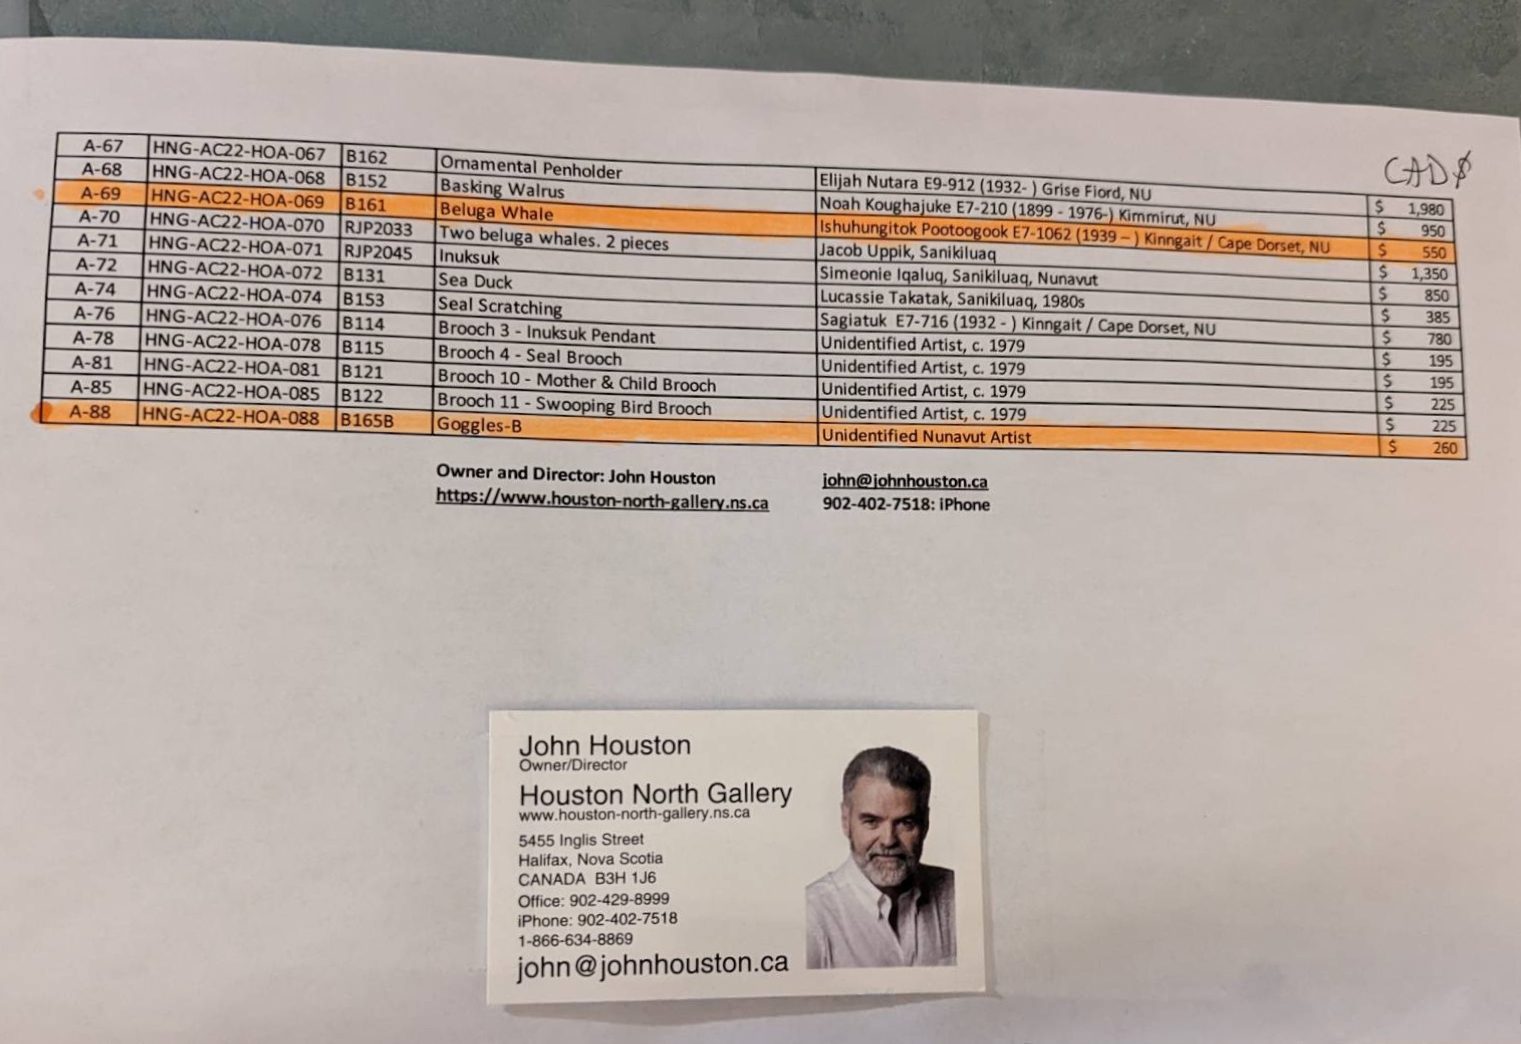 CAD$
A-67 HNG-AC22-HOA-067 B162 Ornamental Penholder Elijah Nutara E9-912 (1932- ) Grise Fiord, NU $ 1,980
A-68 HNG-AC22-HOA-068 B152 Basking Walrus Noah Koughajuke E7-210 (1899 - 1976-) Kimmirut, NU $ 950
A-69 HNG-AC22-HOA-069 B161 Beluga Whale Ishuhungitok Pootoogook E7-1062 (1939 – ) Kinngait / Cape Dorset, NU $ 550
A-70 HNG-AC22-HOA-070 RJP2033 Two beluga whales. 2 pieces Jacob Uppik, Sanikiluaq $ 1,350
A-71 HNG-AC22-HOA-071 RJP2045 Inuksuk Simeonie Iqaluq, Sanikiluaq, Nunavut $ 850
A-72 HNG-AC22-HOA-072 B131 Sea Duck Lucassie Takatak, Sanikiluaq, 1980s $ 385
A-74 HNG-AC22-HOA-074 B153 Seal Scratching Sagiatuk E7-716 (1932 - ) Kinngait / Cape Dorset, NU $ 780
A-76 HNG-AC22-HOA-076 B114 Brooch 3 - Inuksuk Pendant Unidentified Artist, c. 1979 $ 195
A-78 HNG-AC22-HOA-078 B115 Brooch 4 - Seal Brooch Unidentified Artist, c. 1979 $ 195
A-81 HNG-AC22-HOA-081 B121 Brooch 10 - Mother & Child Brooch Unidentified Artist, c. 1979 $ 225
A-85 HNG-AC22-HOA-085 B122 Brooch 11 - Swooping Bird Brooch Unidentified Artist, c. 1979 $ 225
A-88 HNG-AC22-HOA-088 B165B Goggles-B Unidentified Nunavut Artist $ 260
Owner and Director: John Houston john@johnhouston.ca
https://www.houston-north-gallery.ns.ca 902-402-7518: iPhone
John Houston
Owner/Director
Houston North Gallery
www.houston-north-gallery.ns.ca
5455 Inglis Street
Halifax, Nova Scotia
CANADA B3H 1J6
Office: 902-429-8999
iPhone: 902-402-7518
1-866-634-8869
john@johnhouston.ca